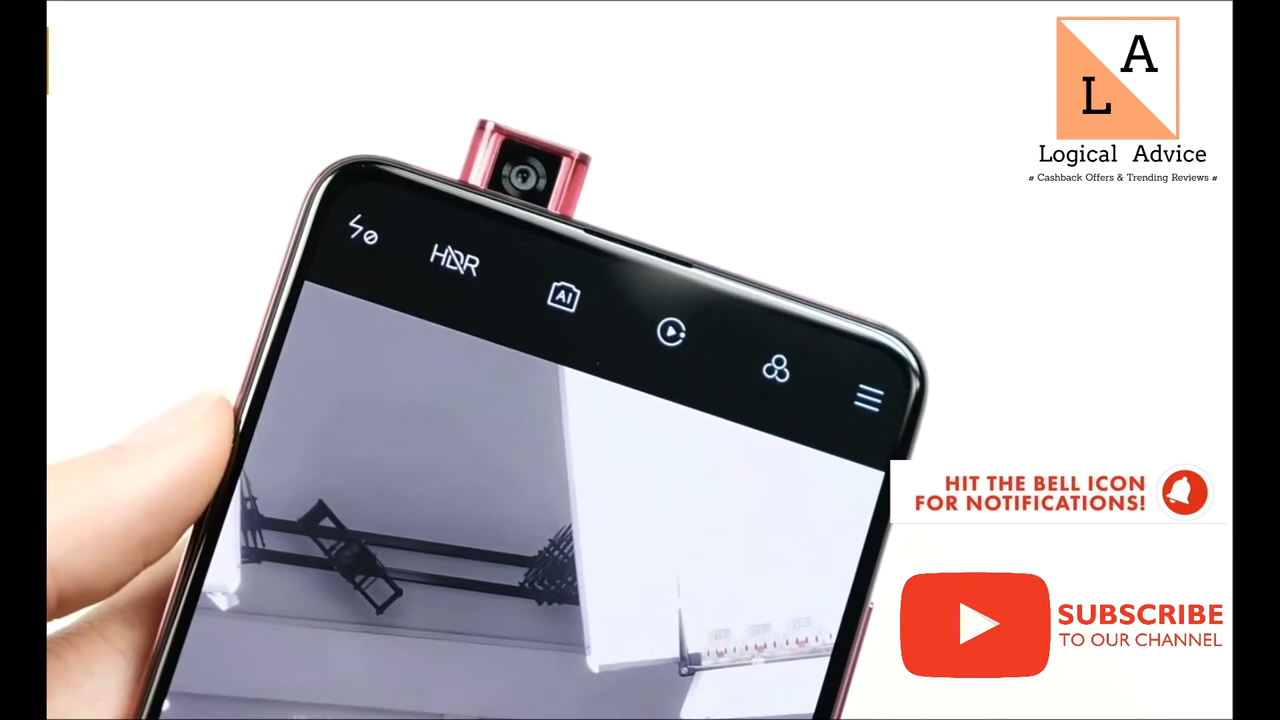 A
L
Logical Advice
# Cashback Offers & Trending Reviews #
HDR
AI
HIT THE BELL ICON
FOR NOTIFICATIONS!
SUBSCRIBE
TO OUR CHANNEL